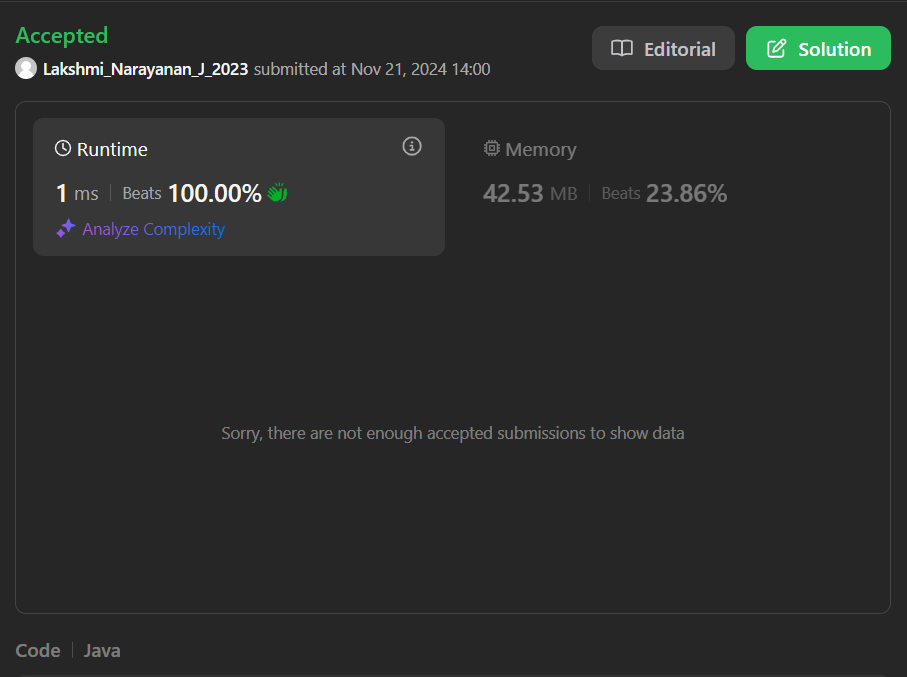 Accepted
Lakshmi_Narayanan_J_2023 submitted at Nov 21, 2024 14:00
Editorial
Solution
Runtime
1 ms | Beats 100.00%
Analyze Complexity
Memory
42.53 MB | Beats 23.86%
Sorry, there are not enough accepted submissions to show data
Code | Java